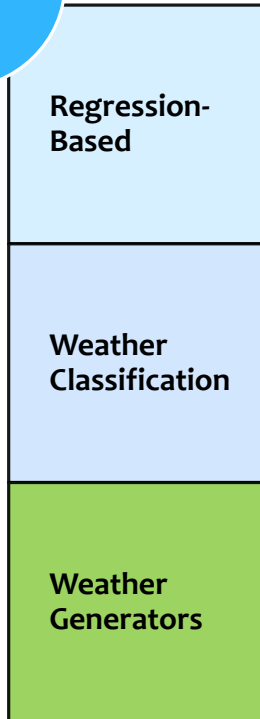 Regression-
Based
Weather
Classification
Weather
Generators